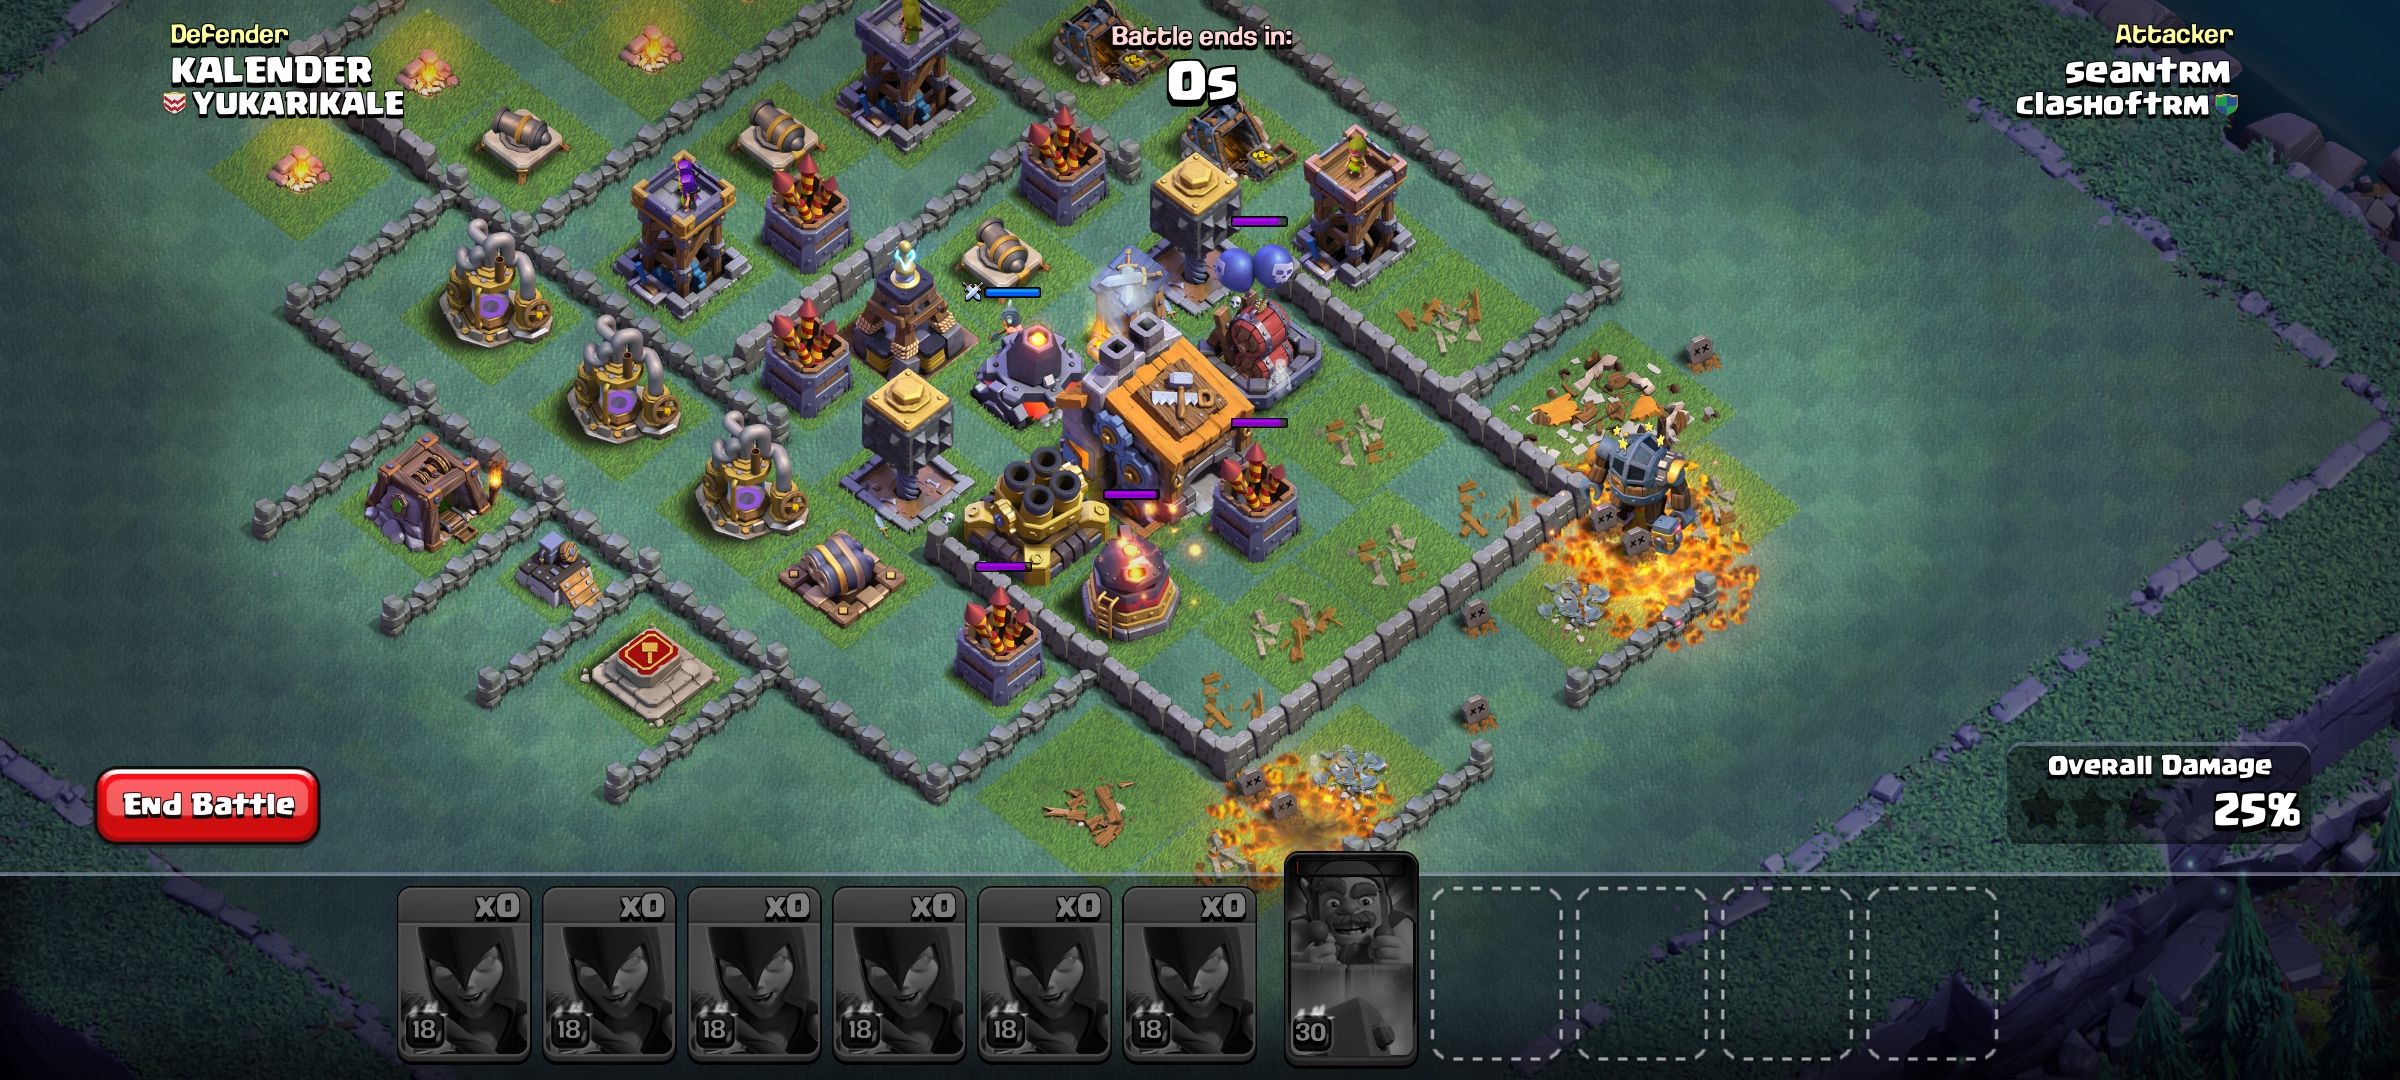 Defender
KALENDER
YUKARIKALE
Battle ends in:
0s
Attacker
seantrm
clashoftrm
End Battle
Overall Damage
25%
x0
x0
x0
x0
x0
x0
18
18
18
18
18
18
30